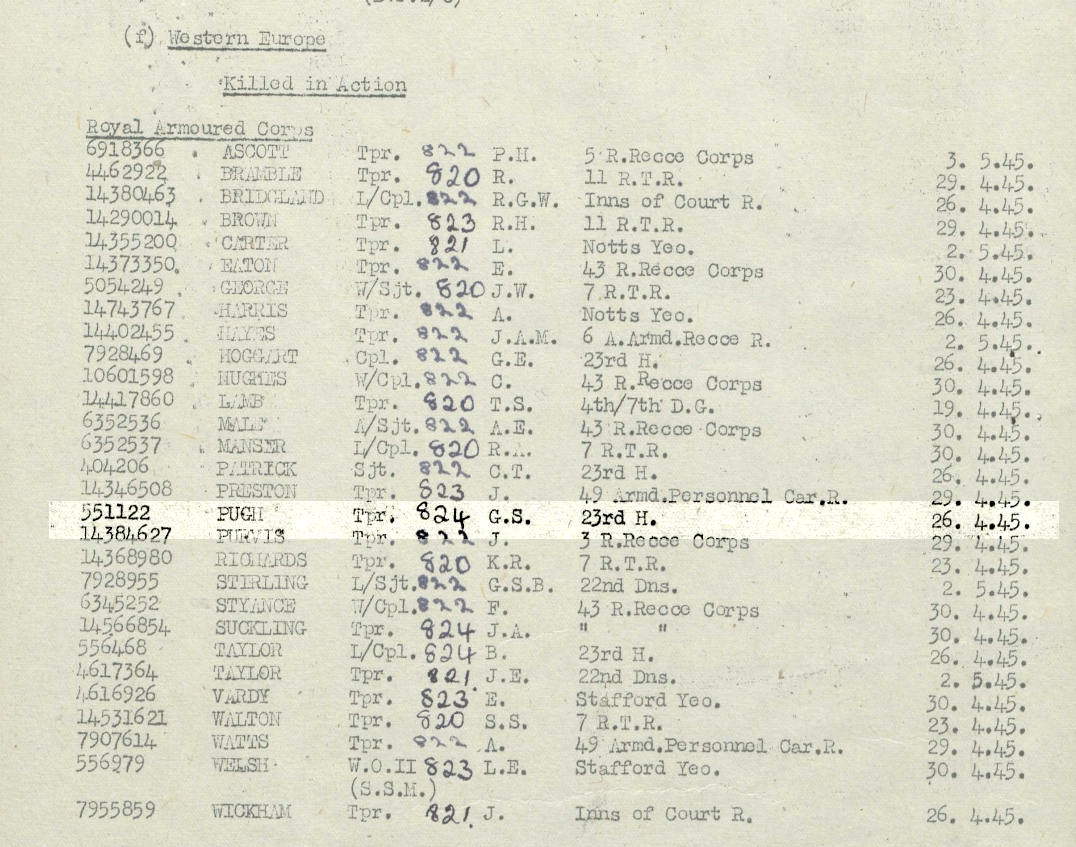 (f) Western Europe
Killed in Action
Royal Armoured Corps
6918366 ASCOTT Tpr. 822 P.H. 5 R.Recce Corps 3. 5.45.
4462922 BRAMBLE Tpr. 820 R. 11 R.T.R. 29. 4.45.
14380463 BRIDGLAND L/Cpl. 822 R.G.W. Inns of Court R. 26. 4.45.
14290014 BROWN Tpr. 823 R.H. 11 R.T.R. 29. 4.45.
14355200 CARTER Tpr. 821 L. Notts Yeo. 2. 5.45.
14373350 EATON Tpr. 822 E. 43 R.Recce Corps 30. 4.45.
5054249 GEORGE W/Sjt. 820 J.W. 7 R.T.R. 23. 4.45.
14743767 HARRIS Tpr. 822 A. Notts Yeo. 26. 4.45.
14402455 HAYES Tpr. 822 J.A.M. 6 A.Armd.Recce R. 2. 5.45.
7928469 HOGGART Cpl. 822 G.E. 23rd H. 26. 4.45.
10601598 HUGHES W/Cpl. 822 C. 43 R.Recce Corps 30. 4.45.
14417860 LAMB Tpr. 820 T.S. 4th/7th D.G. 19. 4.45.
6352536 MALE A/Sjt. 822 A.E. 43 R.Recce Corps 30. 4.45.
6352537 MANSER L/Cpl. 820 7 R.T.R. 30. 4.45.
404206 PATRICK Sjt. 822 C.T. 23rd H. 26. 4.45.
14346508 PRESTON Tpr. 823 J. 49 Armd.Personnel Car.R. 29. 4.45.
551122 PUGH Tpr. 824 G.S. 23rd H. 26. 4.45.
14384627 PURVIS Tpr. 822 J. 3 R.Recce Corps 29. 4.45.
14368980 RICHARDS Tpr. 820 K.R. 7 R.T.R. 23. 4.45.
7928955 STIRLING L/Sjt. 822 G.S.B. 22nd Dns. 2. 5.45.
6345252 STYANCE W/Cpl. 822 F. 43 R.Recce Corps 30. 4.45.
14566854 SUCKLING Tpr. 824 J.A. " " 30. 4.45.
556468 TAYLOR L/Cpl. 824 B. 23rd H. 26. 4.45.
4617364 TAYLOR Tpr. 821 J.E. 22nd Dns. 2. 5.45.
4616926 VARDY Tpr. 823 E. Stafford Yeo. 30. 4.45.
14531621 WALTON Tpr. 820 S.S. 7 R.T.R. 23. 4.45.
7907614 WATTS Tpr. 822 A. 49 Armd.Personnel Car.R. 29. 4.45.
556979 WELSH W.O.II 823 L.E. Stafford Yeo. 30. 4.45.
(S.S.M.)
7955859 WICKHAM Tpr. 821 J. Inns of Court R. 26. 4.45.